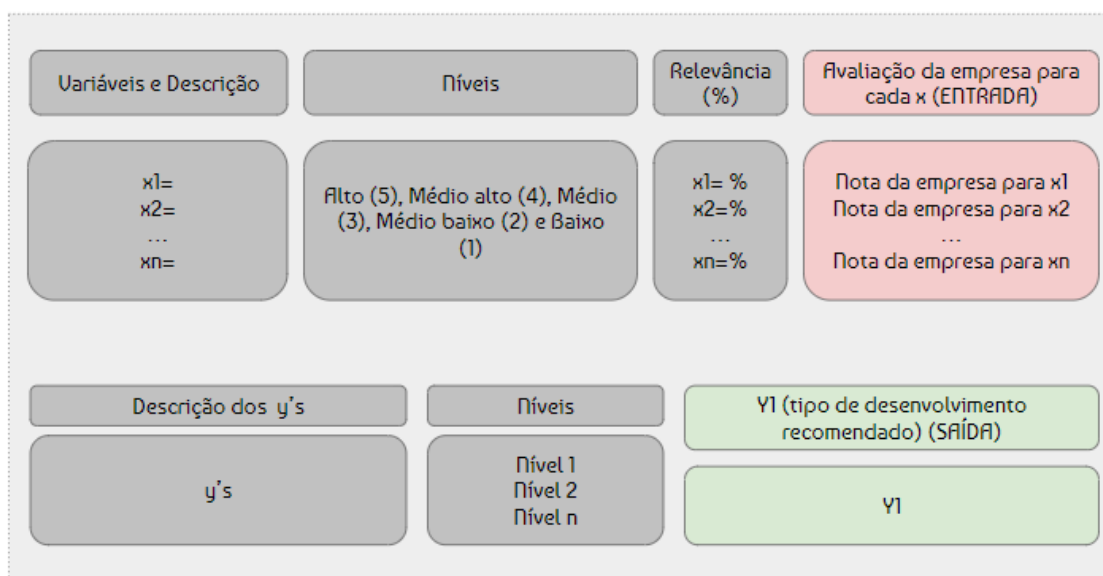 Variáveis e Descrição
Níveis
Relevância
(%)
Avaliação da empresa para
cada x (ENTRADA)
x1=
x2=
...
xn=
Alto (5), Médio alto (4), Médio
(3), Médio baixo (2) e Baixo
(1)
x1= %
x2=%
...
xn=%
Nota da empresa para x1
Nota da empresa para x2
...
Nota da empresa para xn
Descrição dos y's
Níveis
Y1 (tipo de desenvolvimento
recomendado) (SAÍDA)
y's
Nível 1
Nível 2
Nível n
Y1